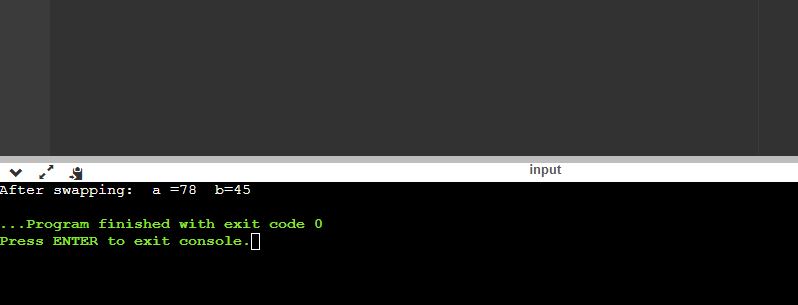 input
After swapping:  a =78  b=45
...Program finished with exit code 0
Press ENTER to exit console.